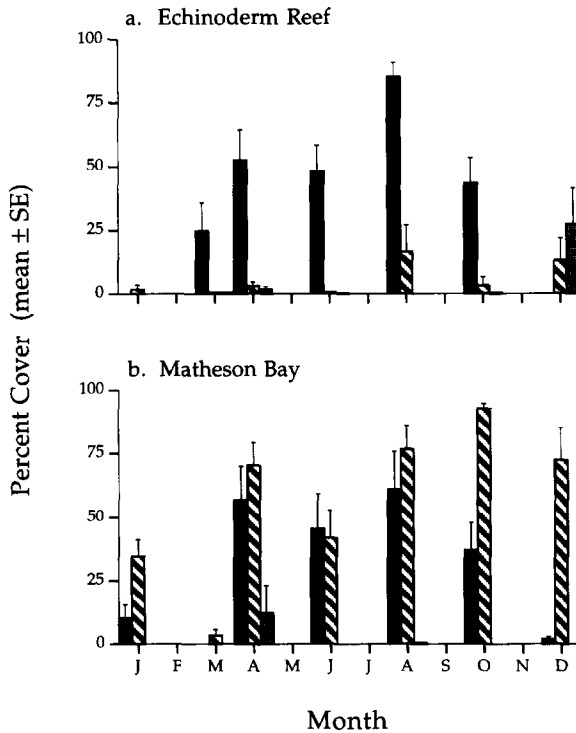 a. Echinoderm Reef
100
75
50
25
0
Percent Cover (mean ± SE)
b. Matheson Bay
100
75
50
25
0
J F M A M J J A S O N D
Month